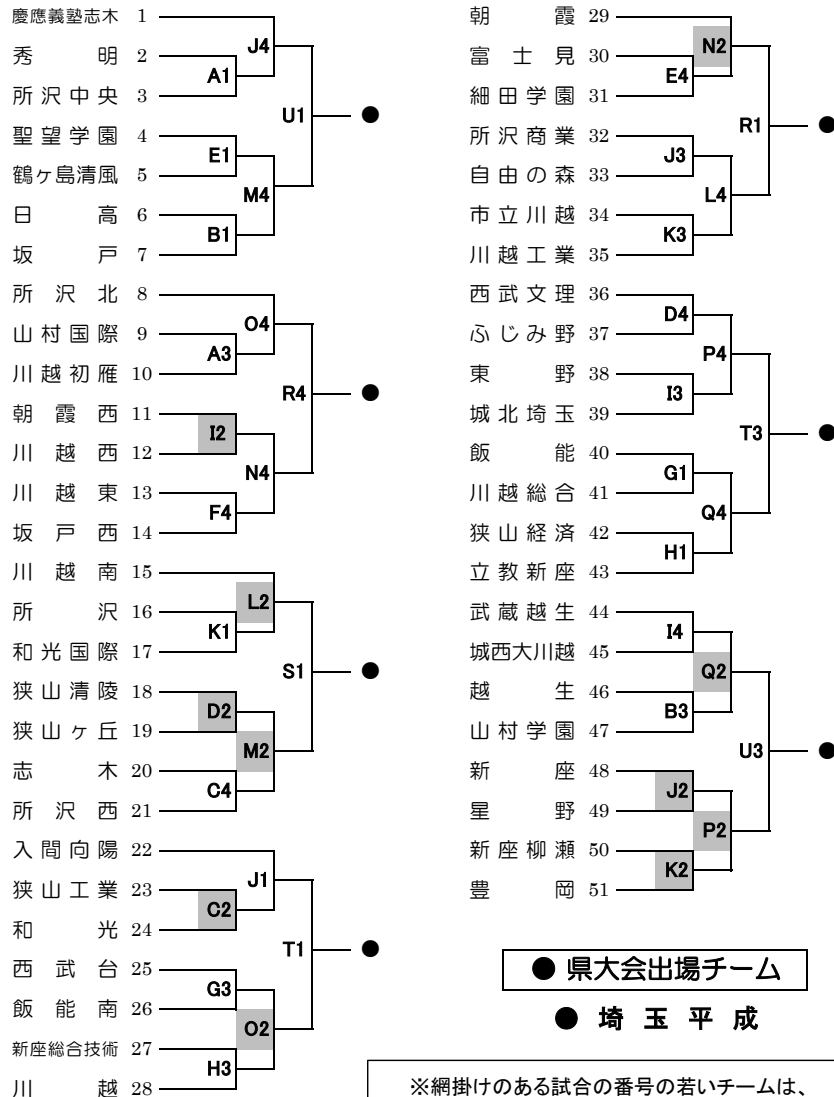 慶應義塾志木 1
秀明 2
所沢中央 3
聖望学園 4
鶴ヶ島清風 5
日高 6
坂戸 7
J4
A1
U1
●
E1
M4
B1
所沢北 8
山村国際 9
川越初雁 10
朝霞西 11
川越西 12
川越東 13
坂戸西 14
O4
A3
R4
●
I2
N4
F4
川越南 15
所沢 16
和光国際 17
狭山清陵 18
狭山ヶ丘 19
志木 20
所沢西 21
L2
K1
S1
●
D2
M2
C4
入間向陽 22
狭山工業 23
和光 24
西武台 25
飯能南 26
新座総合技術 27
川越 28
J1
C2
T1
●
G3
O2
H3
朝霞 29
富士見 30
細田学園 31
所沢商業 32
自由の森 33
市立川越 34
川越工業 35
N2
E4
R1
●
J3
L4
K3
西武文理 36
ふじみ野 37
東野 38
城北埼玉 39
飯能 40
川越総合 41
狭山経済 42
立教新座 43
D4
P4
I3
T3
●
G1
Q4
H1
武蔵越生 44
城西大川越 45
越生 46
山村学園 47
新座 48
星野 49
新座柳瀬 50
豊岡 51
I4
Q2
B3
U3
●
J2
P2
K2
● 県大会出場チーム
● 埼玉平成
※網掛けのある試合の番号の若いチームは、